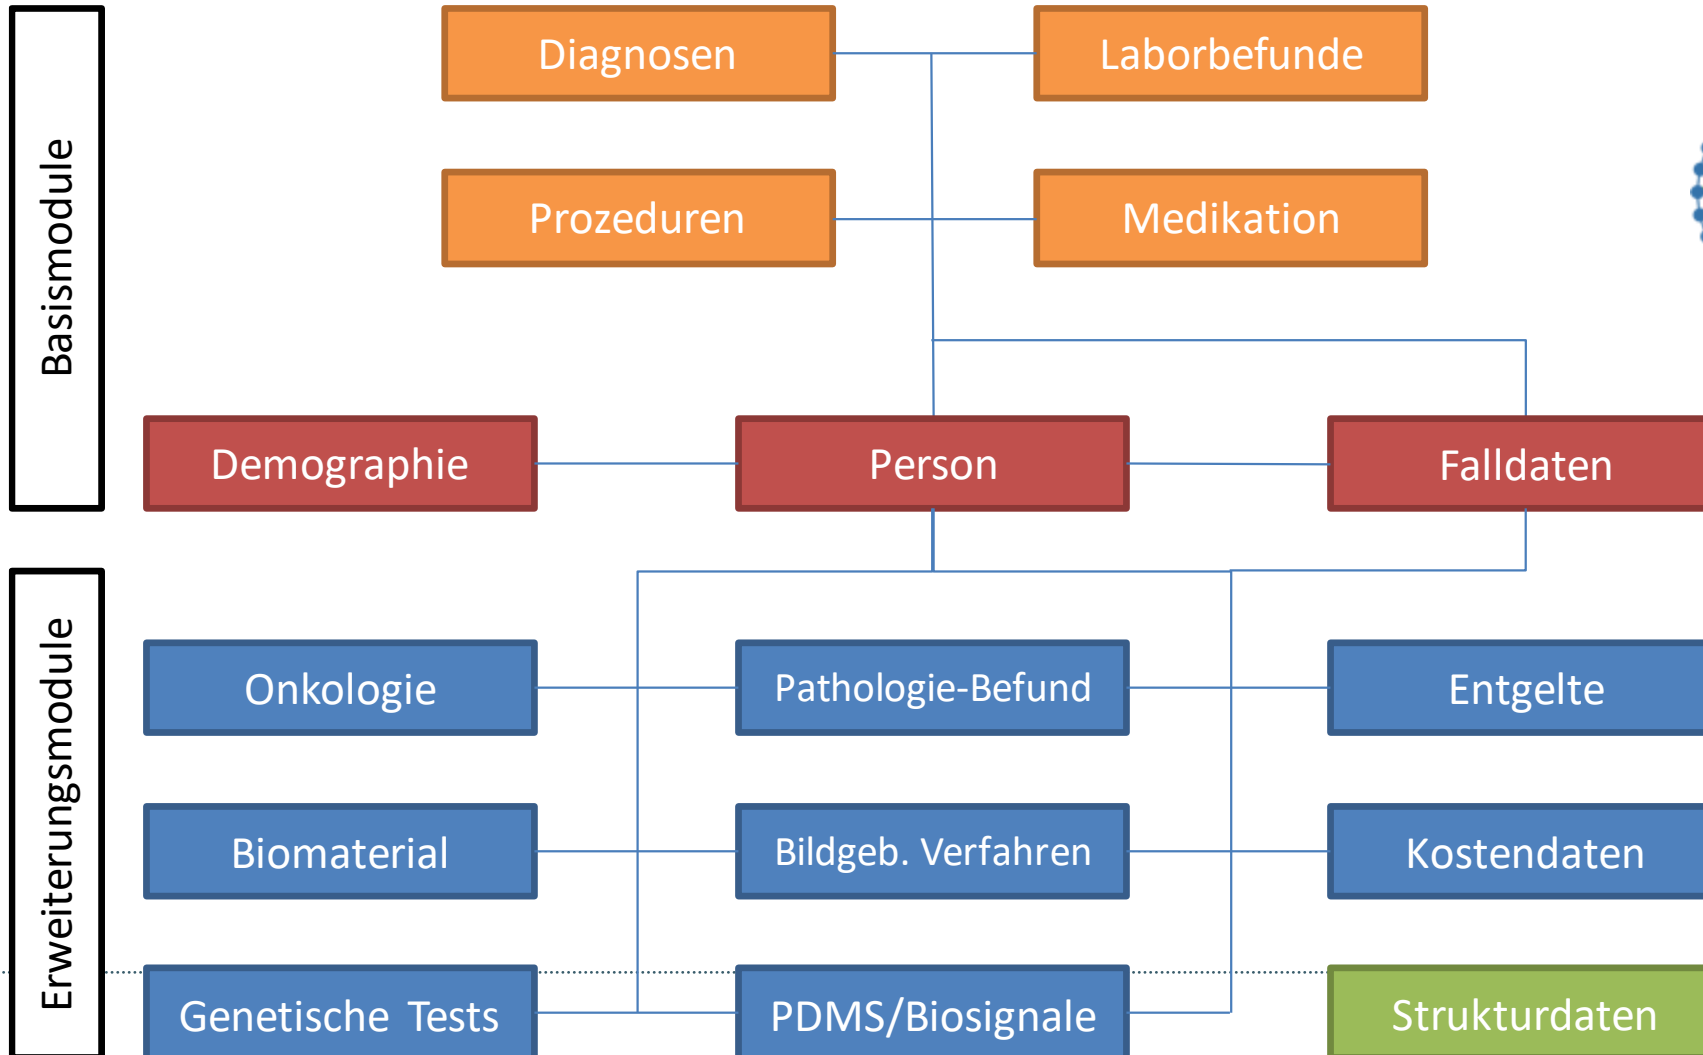 Basismodule
Diagnosen
Laborbefunde
Prozeduren
Medikation
Demographie
Person
Falldaten
Erweiterungsmodule
Onkologie
Pathologie-Befund
Entgelte
Biomaterial
Bildgeb. Verfahren
Kostendaten
Genetische Tests
PDMS/Biosignale
Strukturdaten